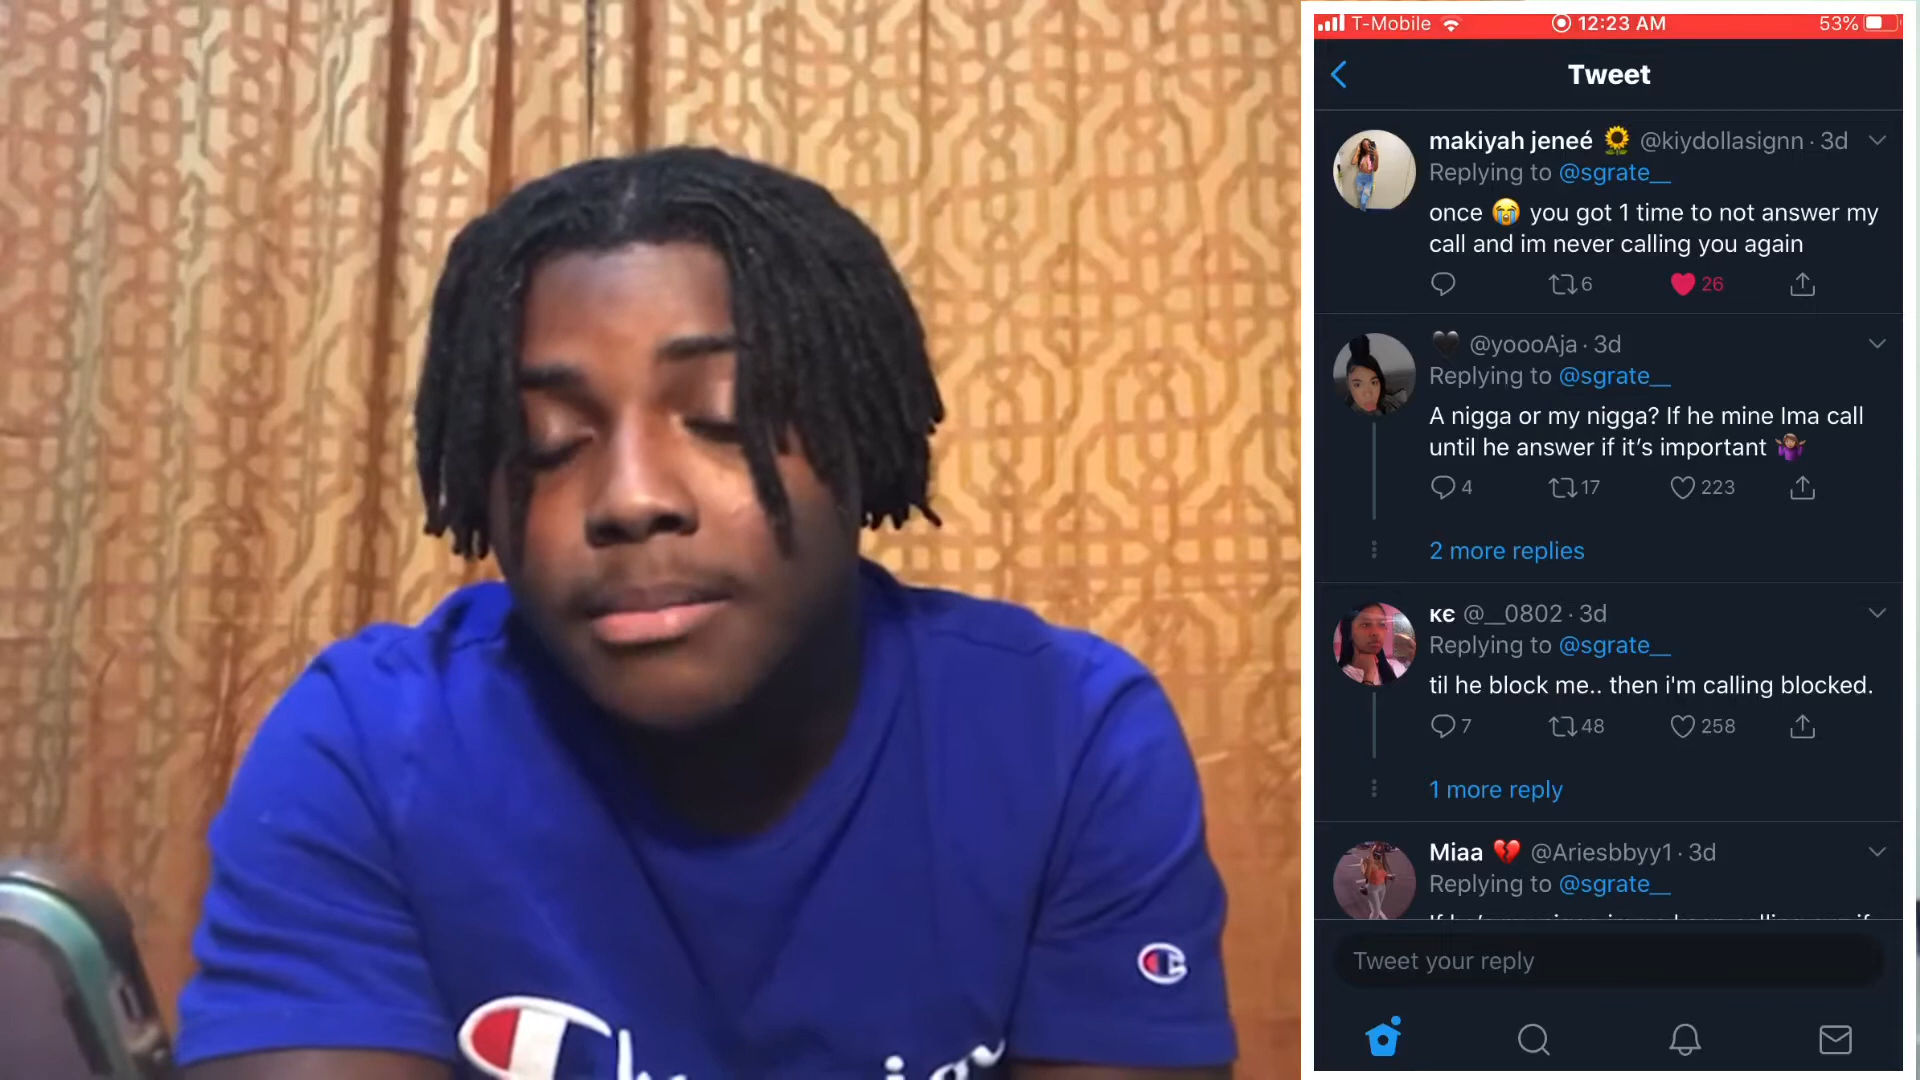 T-Mobile 12:23 AM 53%
Tweet
makiyah jeneé 🌻 @kiydollasignn · 3d
Replying to @sgrate__
once 😭 you got 1 time to not answer my
call and im never calling you again
6 26
🖤 @yoooAja · 3d
Replying to @sgrate__
A nigga or my nigga? If he mine Ima call
until he answer if it's important 🤷🏽‍♀️
4 17 223
2 more replies
ĸє @__0802 · 3d
Replying to @sgrate__
til he block me.. then i'm calling blocked.
7 48 258
1 more reply
Miaa 💔 @Ariesbbyy1 · 3d
Replying to @sgrate__
Tweet your reply